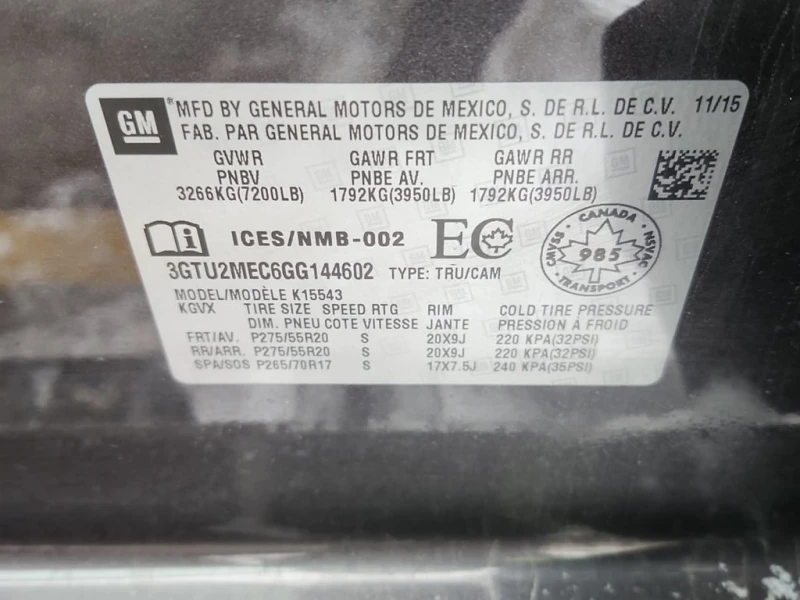 GM
MFD BY GENERAL MOTORS DE MEXICO, S. DE R.L. DE C.V. 11/15
FAB. PAR GENERAL MOTORS DE MEXICO, S. DE R.L. DE C.V.
GVWR GAWR FRT GAWR RR
PNBV PNBE AV. PNBE ARR.
3266KG(7200LB) 1792KG(3950LB) 1792KG(3950LB)
i ICES/NMB-002 EC
CANADA
CMVSS 985 NSVAC
TRANSPORT
3GTU2MEC6GG144602 TYPE: TRU/CAM
MODEL/MODÈLE K15543
KGVX TIRE SIZE SPEED RTG RIM COLD TIRE PRESSURE
DIM. PNEU COTE VITESSE JANTE PRESSION À FROID
FRT/AV. P275/55R20 S 20X9J 220 KPA(32PSI)
RR/ARR. P275/55R20 S 20X9J 220 KPA(32PSI)
SPA/SOS P265/70R17 S 17X7.5J 240 KPA(35PSI)